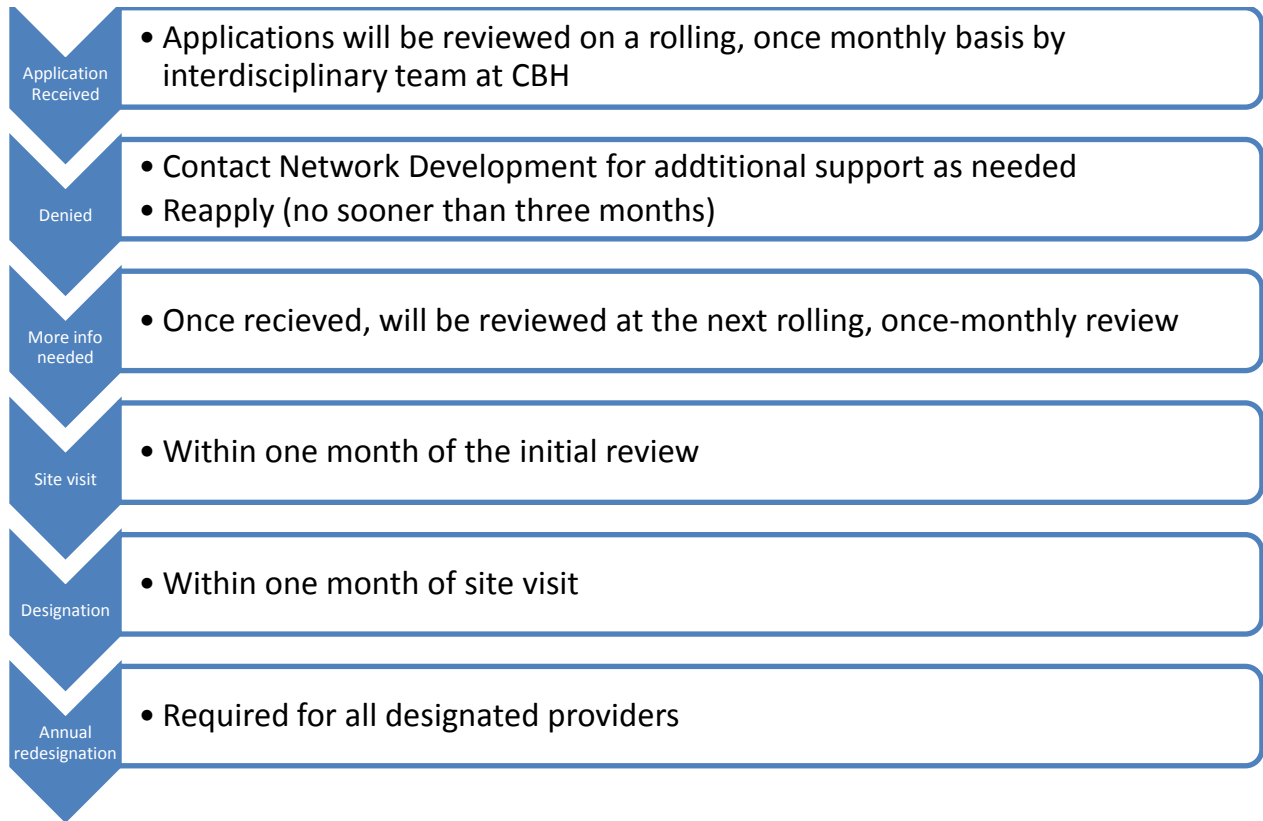 Application
Received
• Applications will be reviewed on a rolling, once monthly basis by
interdisciplinary team at CBH
Denied
• Contact Network Development for addtitional support as needed
• Reapply (no sooner than three months)
More info
needed
• Once recieved, will be reviewed at the next rolling, once-monthly review
Site visit
• Within one month of the initial review
Designation
• Within one month of site visit
Annual
redesignation
• Required for all designated providers